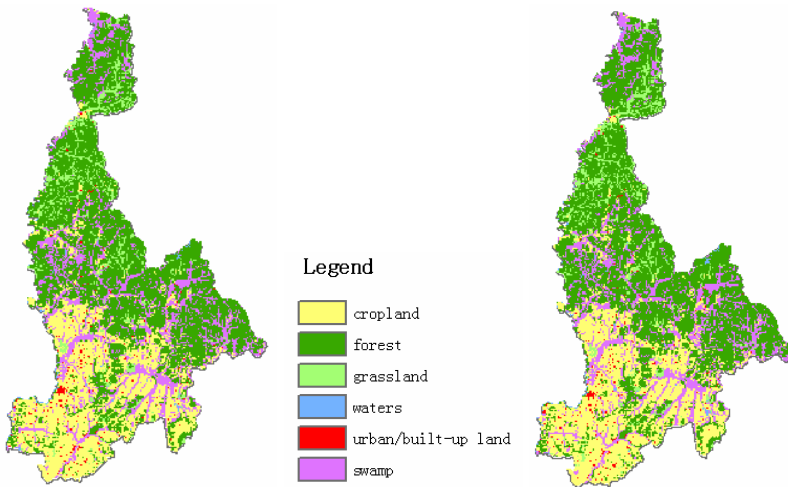 Legend
cropland
forest
grassland
waters
urban/built-up land
swamp